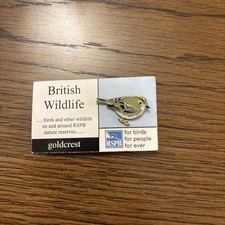 British
Wildlife
.....birds and other wildlife
on and around RSPB
nature reserves......
goldcrest
RSPB
for birds
for people
for ever